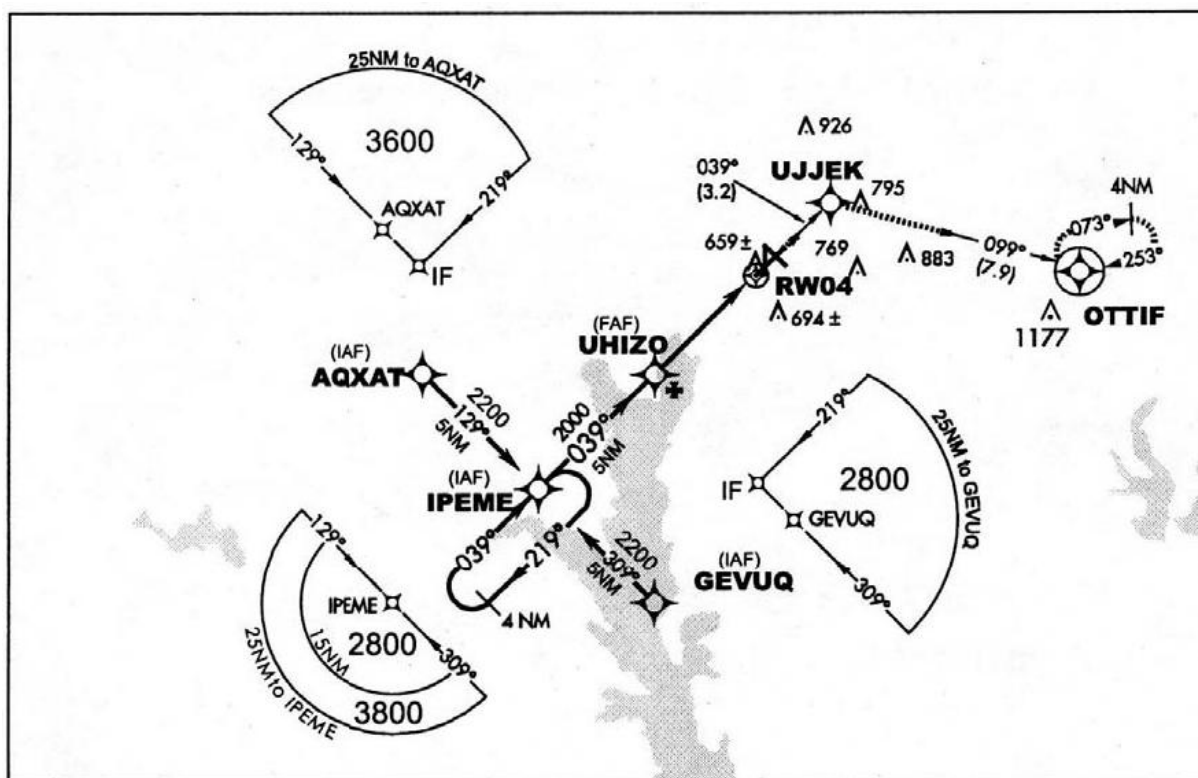 25NM to AQXAT
3600
129°
219°
AQXAT
IF
926
UJJEK
039°
(3.2)
795
4NM
073°
253°
659±
769
883
099°
(7.9)
RW04
694±
1177
OTTIF
(FAF)
UHIZO
(IAF)
AQXAT
2200
129°
5NM
2000
039°
5NM
(IAF)
IPEME
039°
219°
4 NM
2200
309°
5NM
(IAF)
GEVUQ
219°
25NM to GEVUQ
IF
2800
GEVUQ
309°
129°
IPEME
2800
15NM
309°
25NM to IPEME
3800